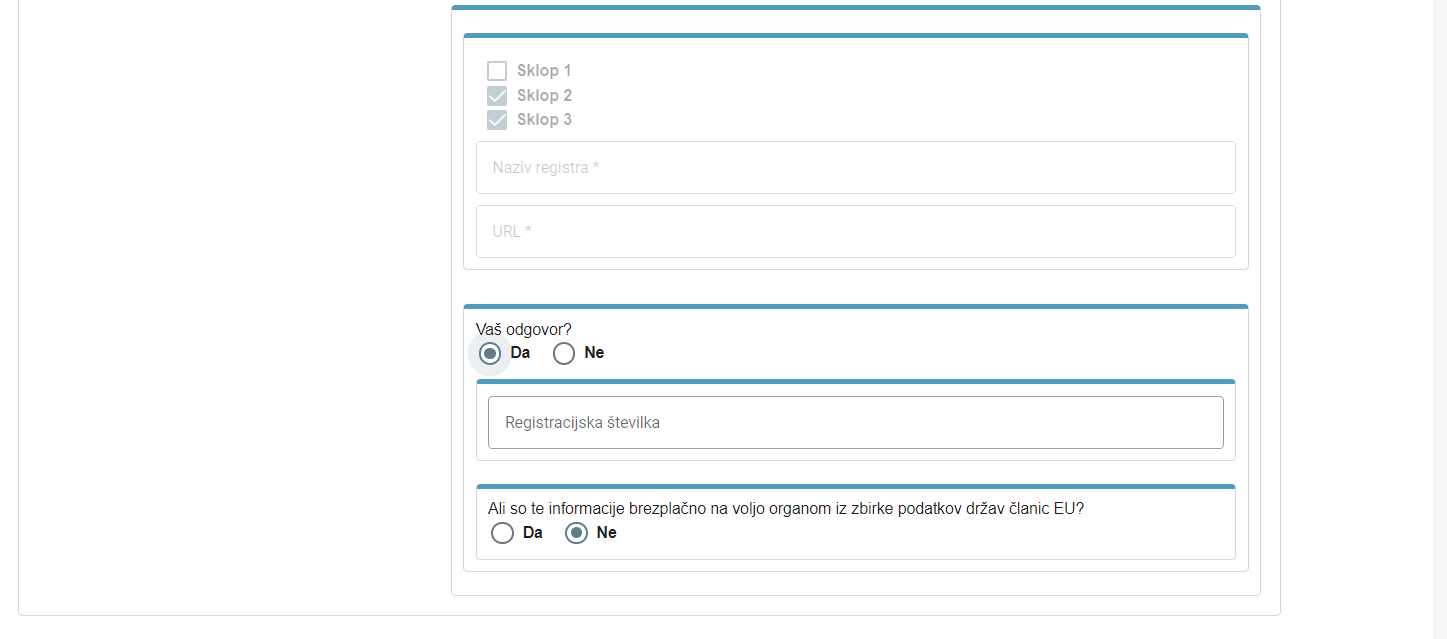 Sklop 1
Sklop 2
Sklop 3
Naziv registra *
URL *
Vaš odgovor?
Da Ne
Registracijska številka
Ali so te informacije brezplačno na voljo organom iz zbirke podatkov držav članic EU?
Da Ne